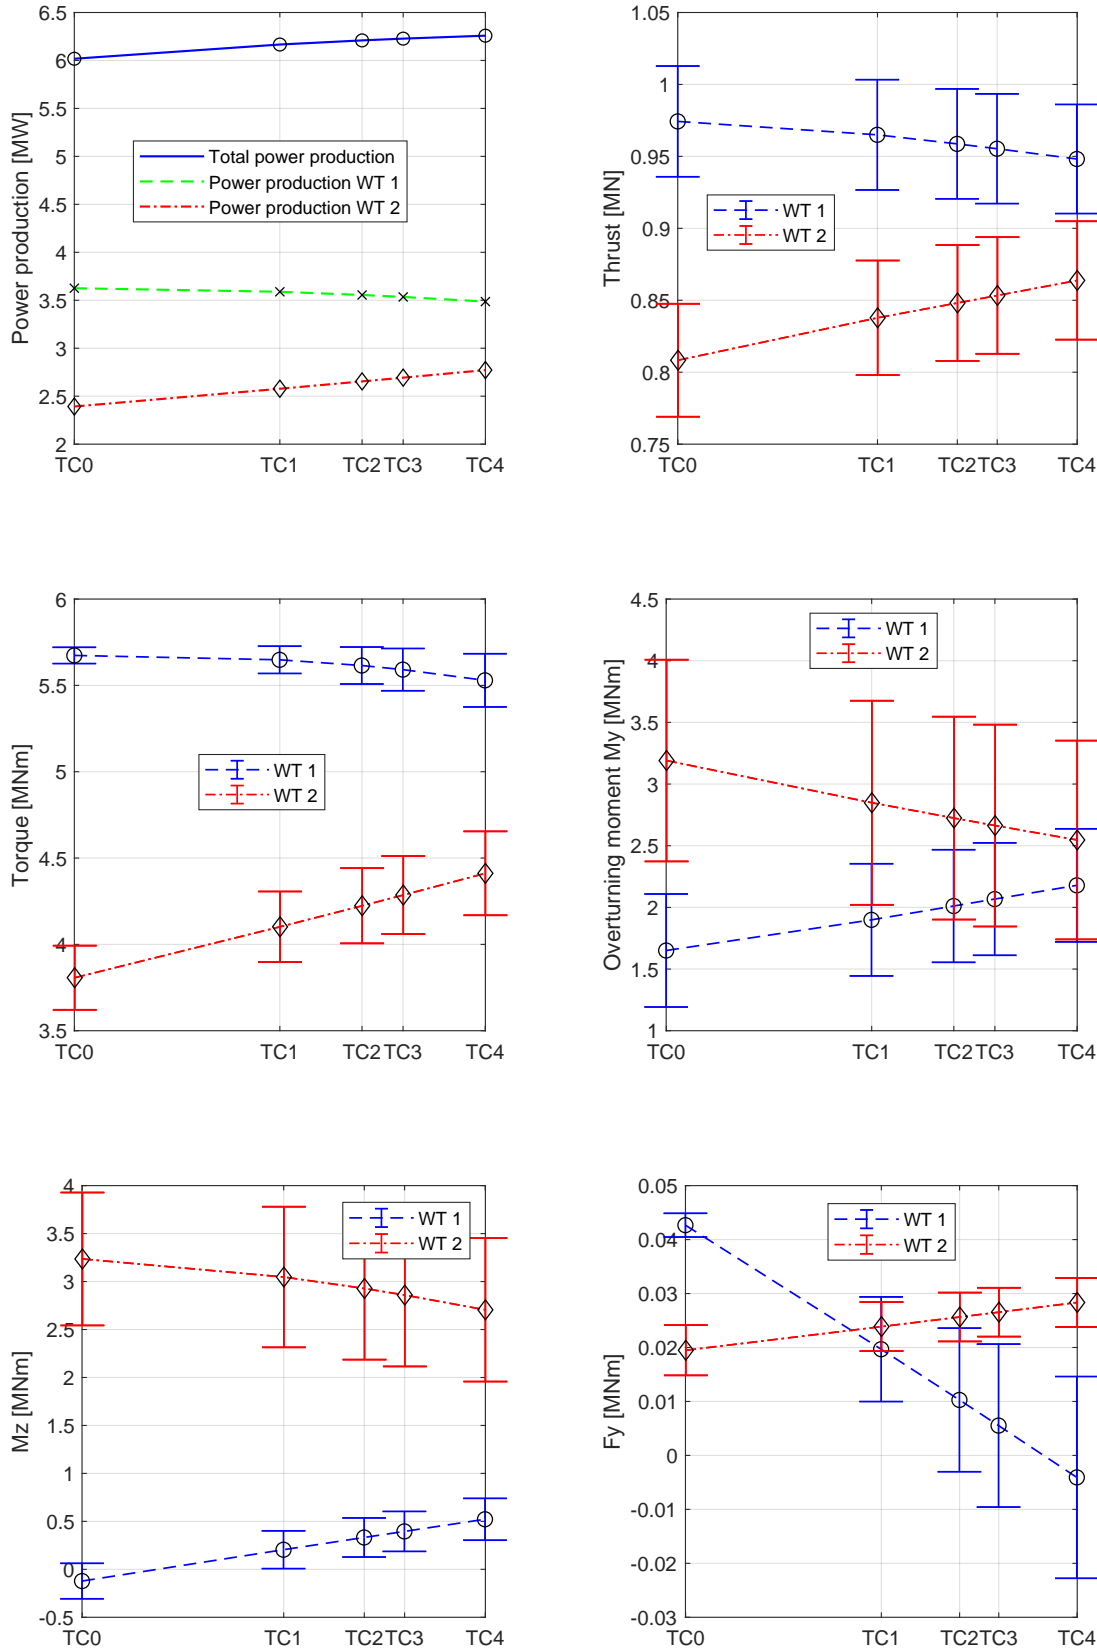 6.5
6
5.5
5
4.5
4
3.5
3
2.5
2
Power production [MW]
Total power production
Power production WT 1
Power production WT 2
TC0 TC1 TC2 TC3 TC4
1.05
1
0.95
0.9
0.85
0.8
0.75
Thrust [MN]
WT 1
WT 2
TC0 TC1 TC2 TC3 TC4
6
5.5
5
4.5
4
3.5
Torque [MNm]
WT 1
WT 2
TC0 TC1 TC2 TC3 TC4
4.5
4
3.5
3
2.5
2
1.5
1
Overturning moment My [MNm]
WT 1
WT 2
TC0 TC1 TC2 TC3 TC4
4
3.5
3
2.5
2
1.5
1
0.5
0
-0.5
Mz [MNm]
WT 1
WT 2
TC0 TC1 TC2 TC3 TC4
0.05
0.04
0.03
0.02
0.01
0
-0.01
-0.02
-0.03
Fy [MNm]
WT 1
WT 2
TC0 TC1 TC2 TC3 TC4